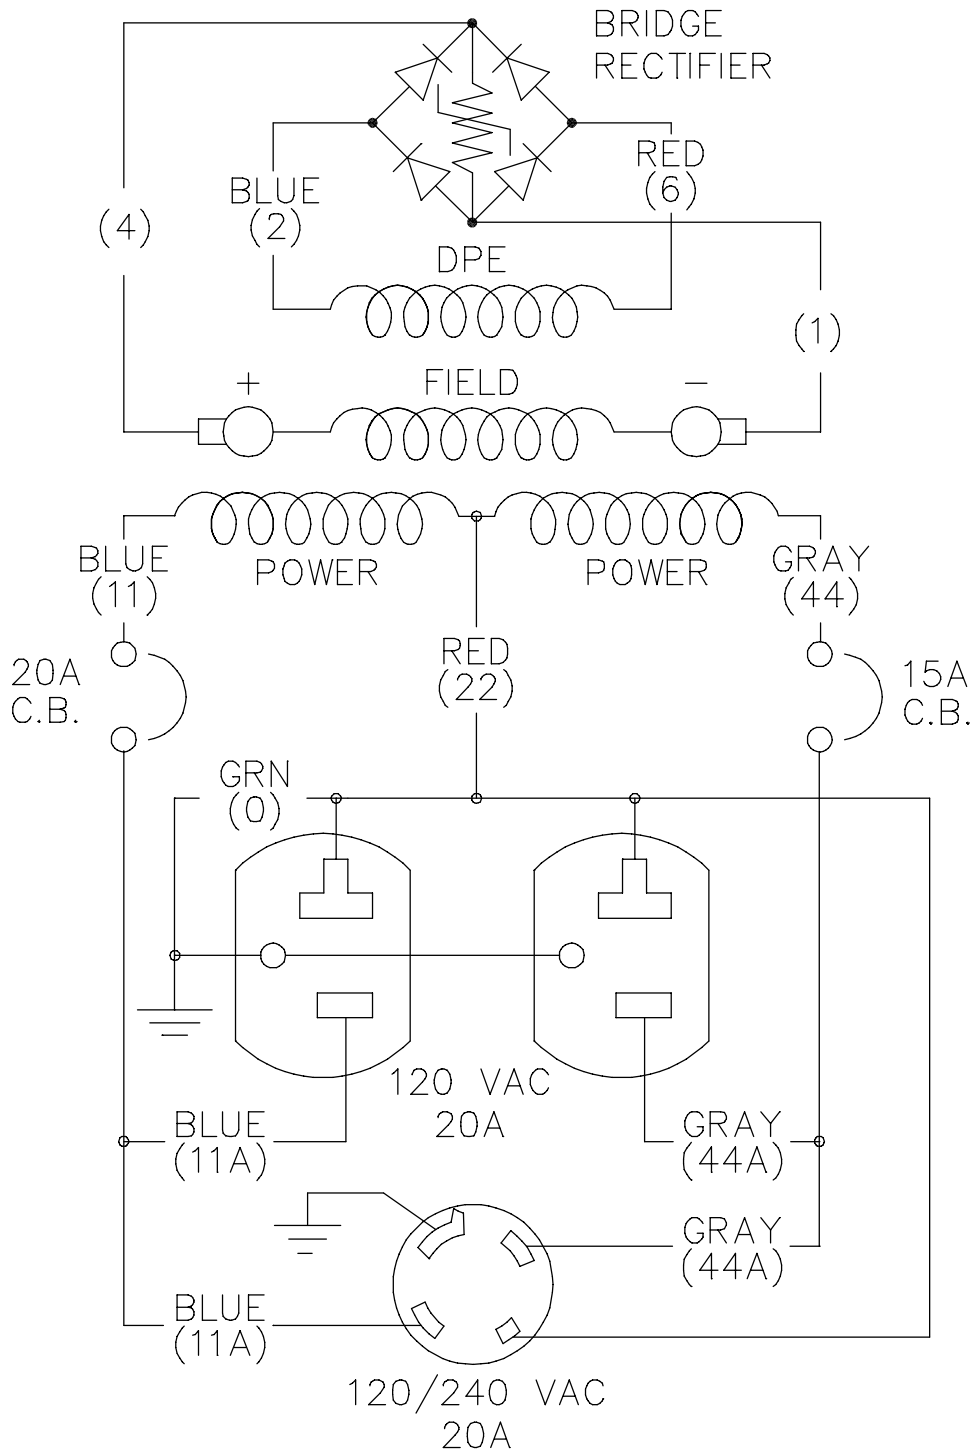 BRIDGE
RECTIFIER
BLUE
(2)
RED
(6)
(4)
DPE
(1)
+
FIELD
−
BLUE
(11)
POWER
POWER
GRAY
(44)
20A
C.B.
RED
(22)
15A
C.B.
GRN
(0)
120 VAC
20A
BLUE
(11A)
GRAY
(44A)
GRAY
(44A)
BLUE
(11A)
120/240 VAC
20A